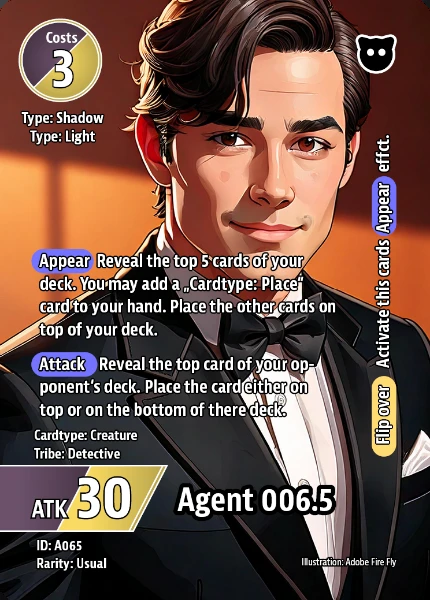 Costs
3
Type: Shadow
Type: Light
Appear Reveal the top 5 cards of your
deck. You may add a „Cardtype: Place"
card to your hand. Place the other cards on
top of your deck.
Attack Reveal the top card of your op-
ponent's deck. Place the card either on
top or on the bottom of there deck.
Cardtype: Creature
Tribe: Detective
ATK 30
Agent 006.5
ID: A065
Rarity: Usual
Illustration: Adobe Fire Fly
Flip over Activate this cards Appear effct.